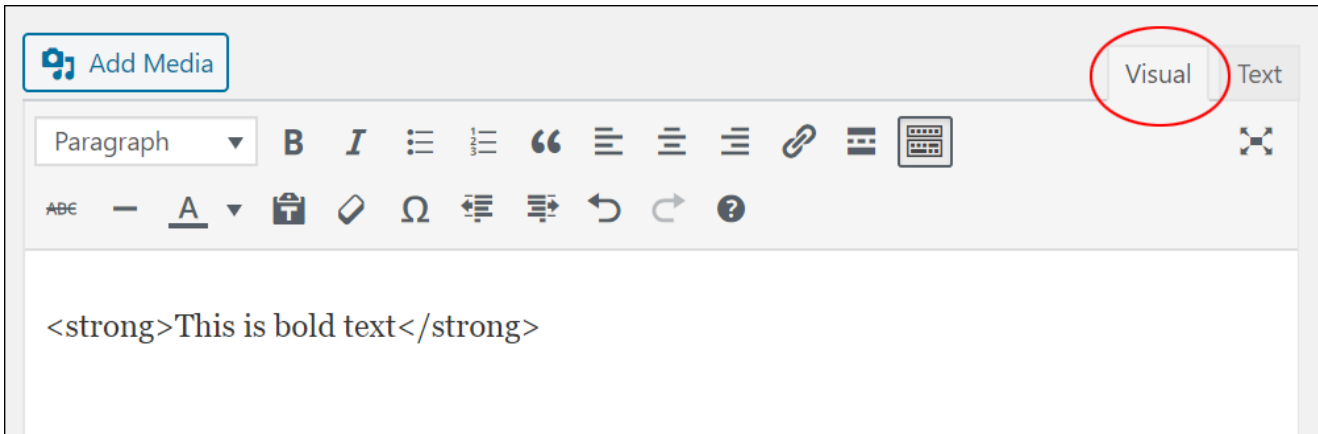 Add Media
Visual Text
Paragraph B I
ABC A T Ω ?
<strong>This is bold text</strong>